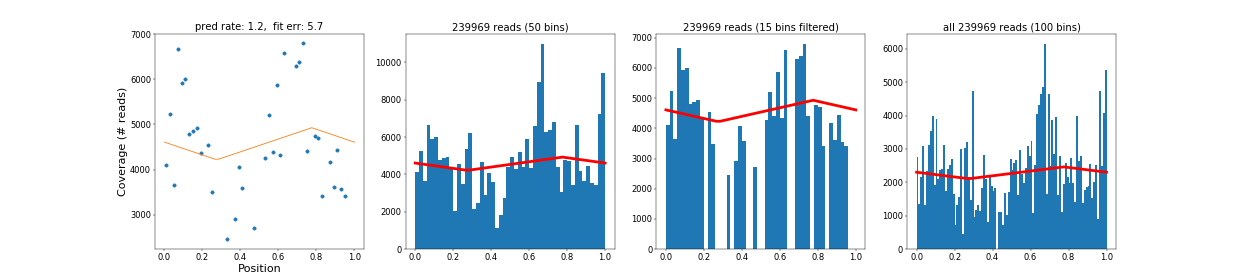 pred rate: 1.2,  fit err: 5.7
7000
6000
5000
4000
3000
Coverage (# reads)
0.0 0.2 0.4 0.6 0.8 1.0
Position
239969 reads (50 bins)
10000
8000
6000
4000
2000
0
0.0 0.2 0.4 0.6 0.8 1.0
239969 reads (15 bins filtered)
7000
6000
5000
4000
3000
2000
1000
0
0.0 0.2 0.4 0.6 0.8 1.0
all 239969 reads (100 bins)
6000
5000
4000
3000
2000
1000
0
0.0 0.2 0.4 0.6 0.8 1.0